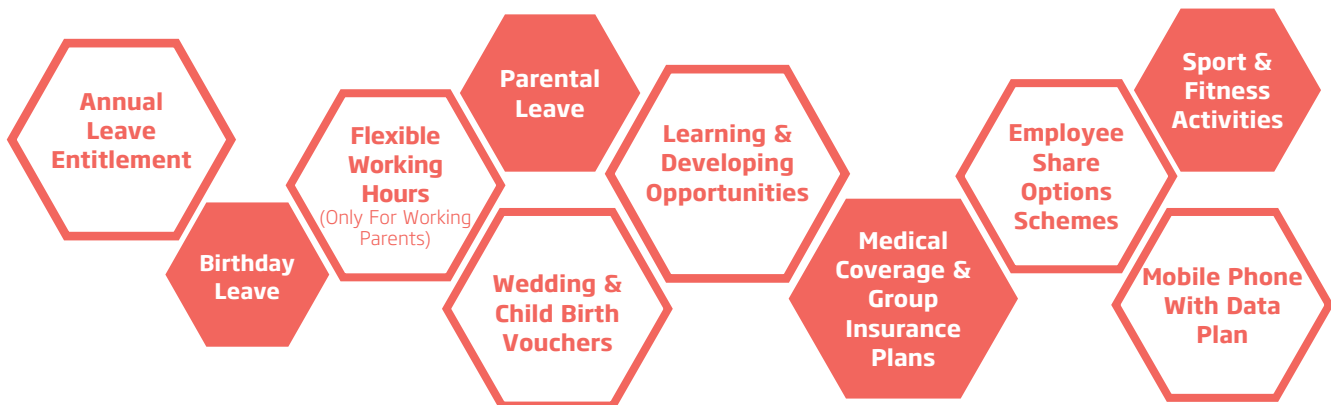 Annual
Leave
Entitlement
Birthday
Leave
Flexible
Working
Hours
(Only For Working
Parents)
Parental
Leave
Wedding &
Child Birth
Vouchers
Learning &
Developing
Opportunities
Medical
Coverage &
Group
Insurance
Plans
Employee
Share
Options
Schemes
Sport &
Fitness
Activities
Mobile Phone
With Data
Plan